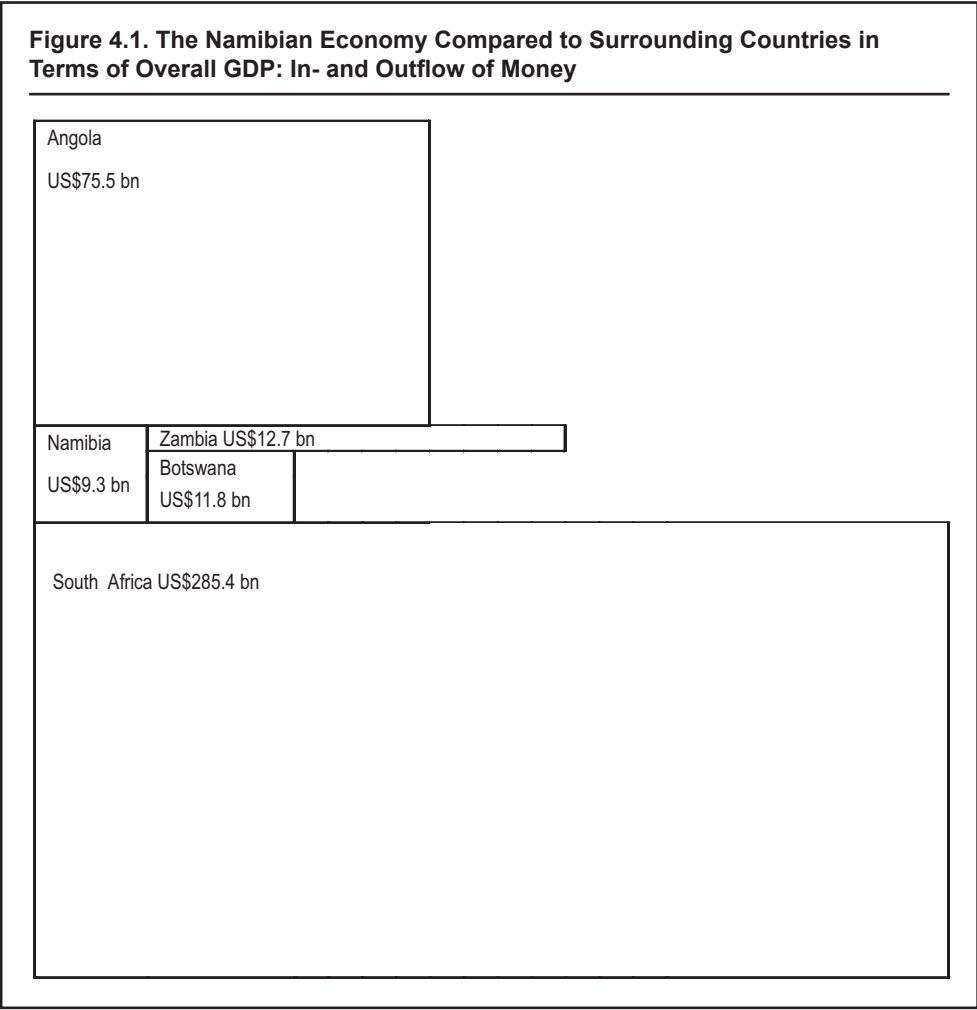 Figure 4.1. The Namibian Economy Compared to Surrounding Countries in
Terms of Overall GDP: In- and Outflow of Money
Angola
US$75.5 bn
Namibia
US$9.3 bn
Zambia US$12.7 bn
Botswana
US$11.8 bn
South Africa US$285.4 bn